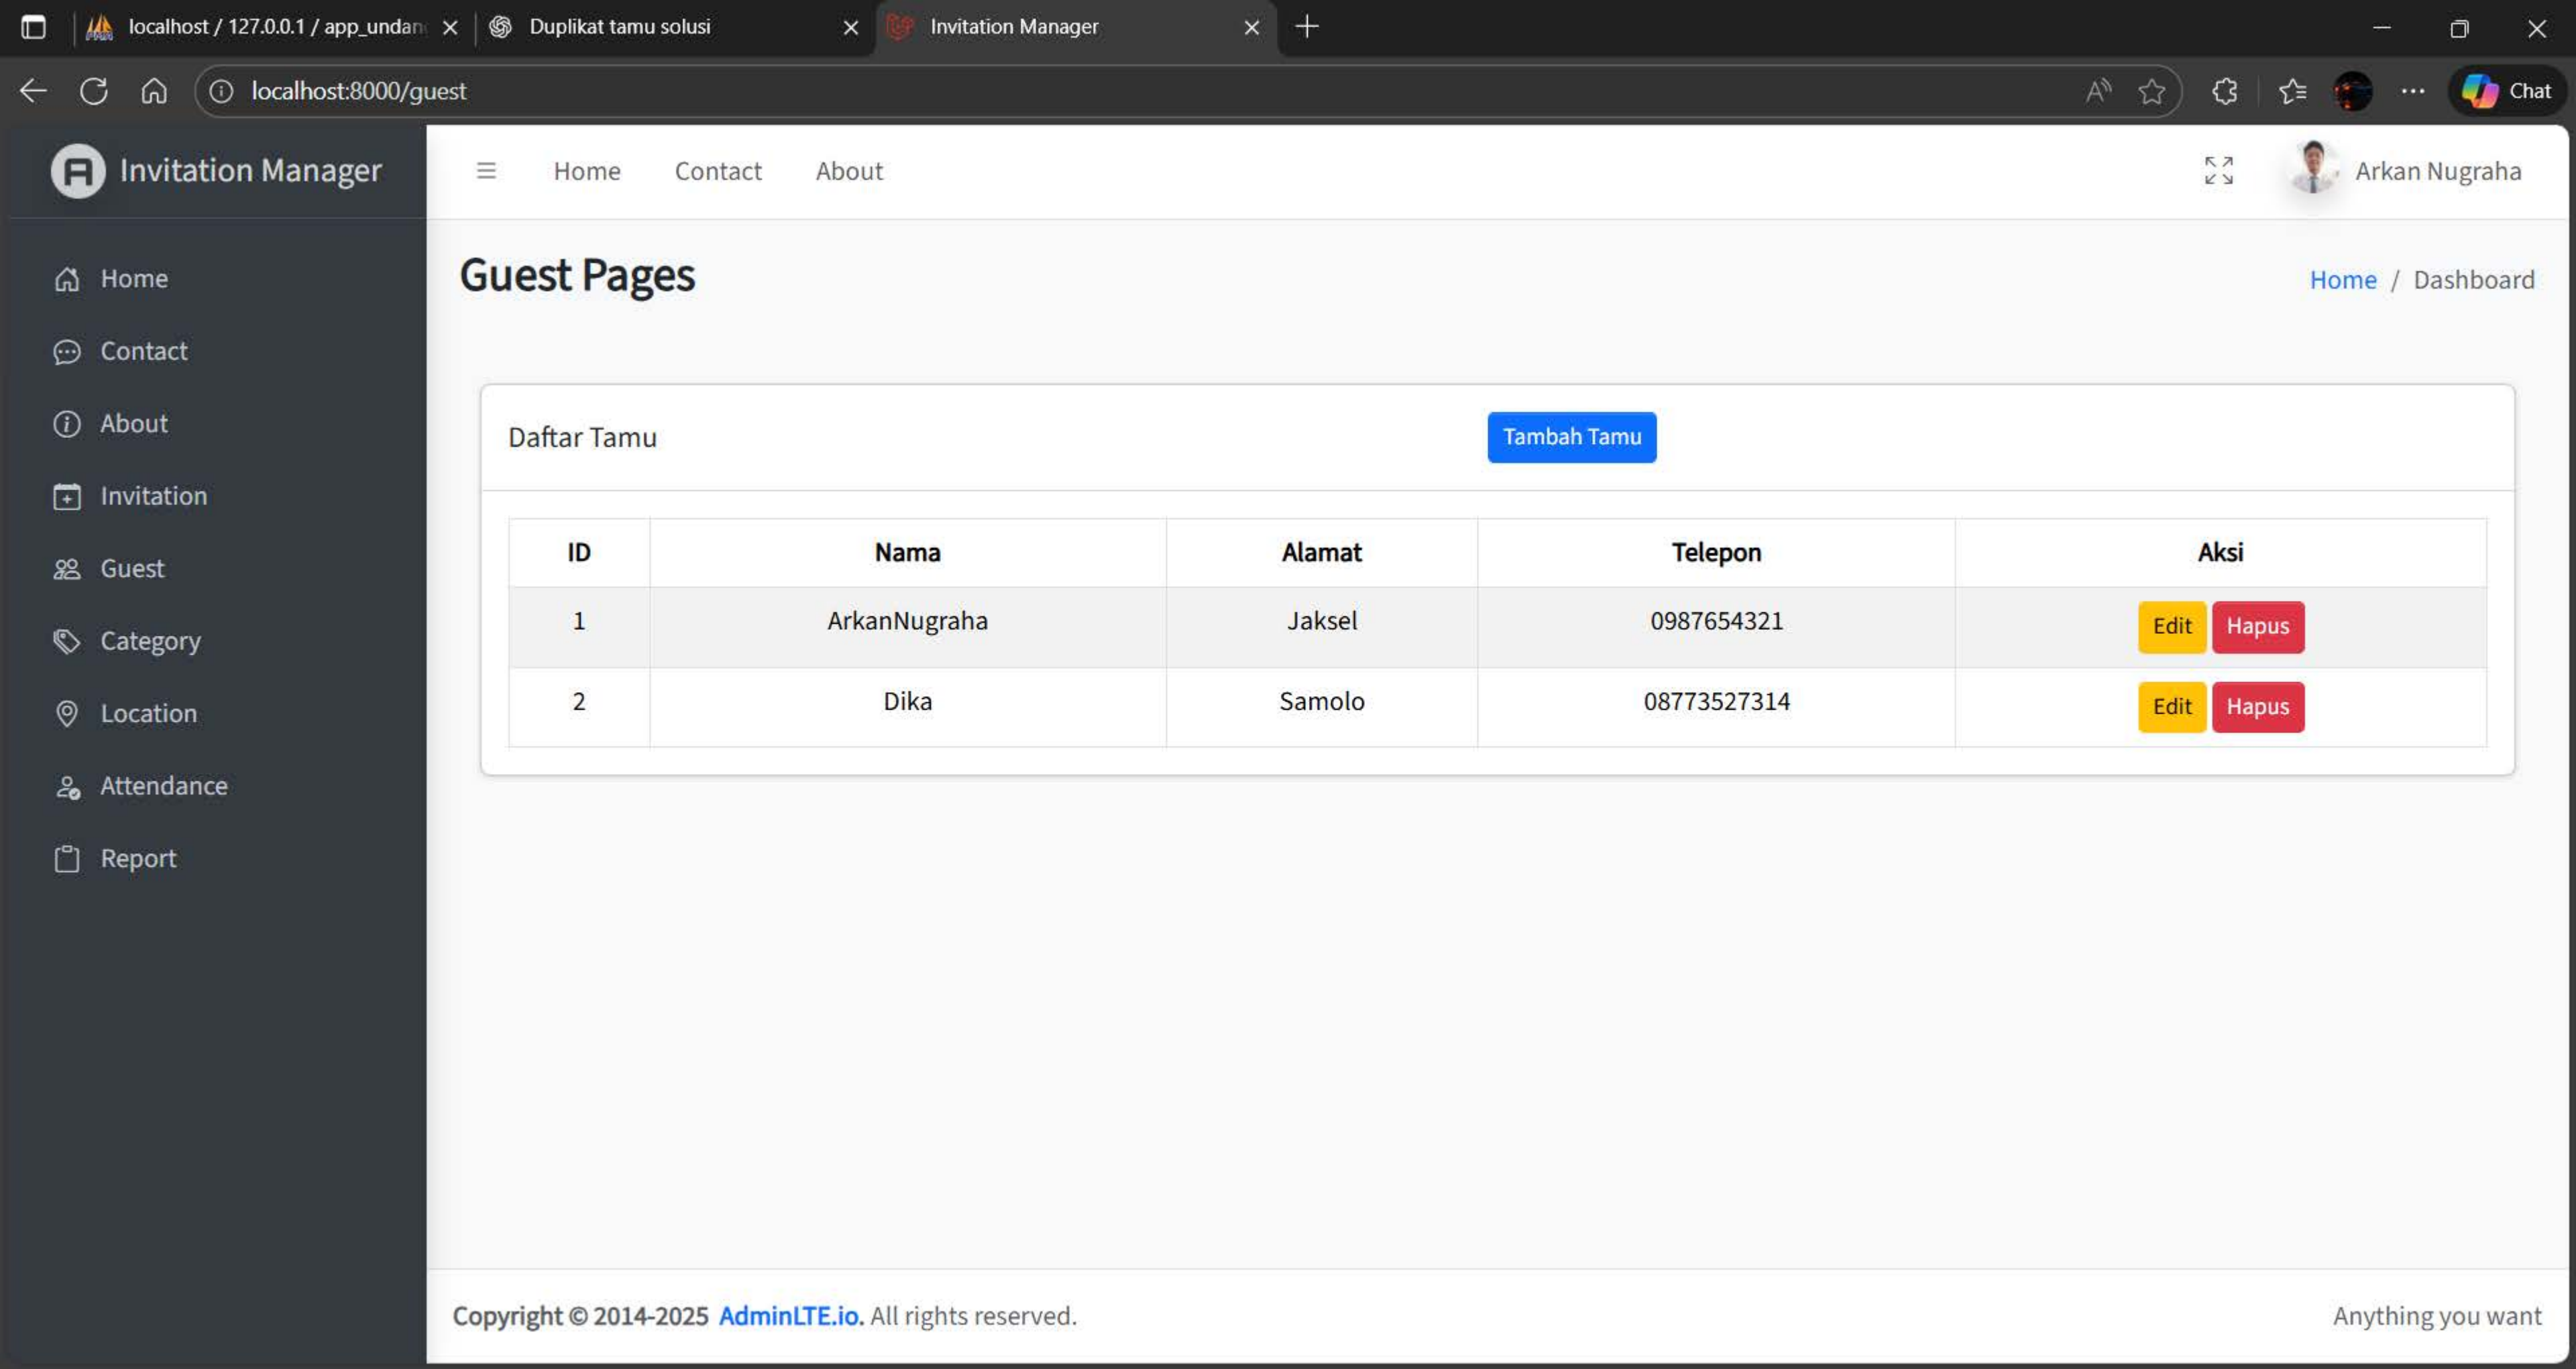 localhost / 127.0.0.1 / app_undan
Duplikat tamu solusi
Invitation Manager
localhost:8000/guest
Chat
Invitation Manager
Home
Contact
About
Arkan Nugraha
Home
Contact
About
Invitation
Guest
Category
Location
Attendance
Report
Guest Pages
Home / Dashboard
Daftar Tamu
Tambah Tamu
ID Nama Alamat Telepon Aksi
1 ArkanNugraha Jaksel 0987654321 Edit Hapus
2 Dika Samolo 08773527314 Edit Hapus
Copyright © 2014-2025 AdminLTE.io. All rights reserved.
Anything you want